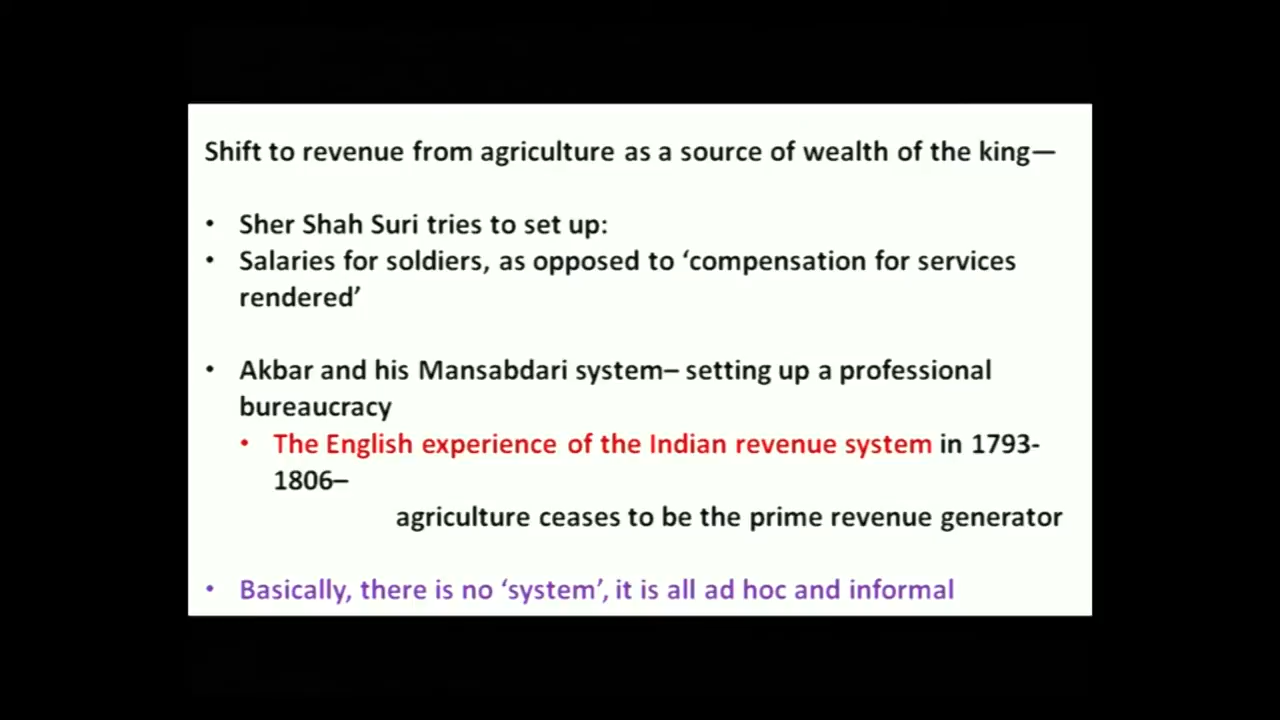 Shift to revenue from agriculture as a source of wealth of the king—
• Sher Shah Suri tries to set up:
• Salaries for soldiers, as opposed to ‘compensation for services
rendered’
• Akbar and his Mansabdari system– setting up a professional
bureaucracy
• The English experience of the Indian revenue system in 1793-
1806–
agriculture ceases to be the prime revenue generator
• Basically, there is no ‘system’, it is all ad hoc and informal